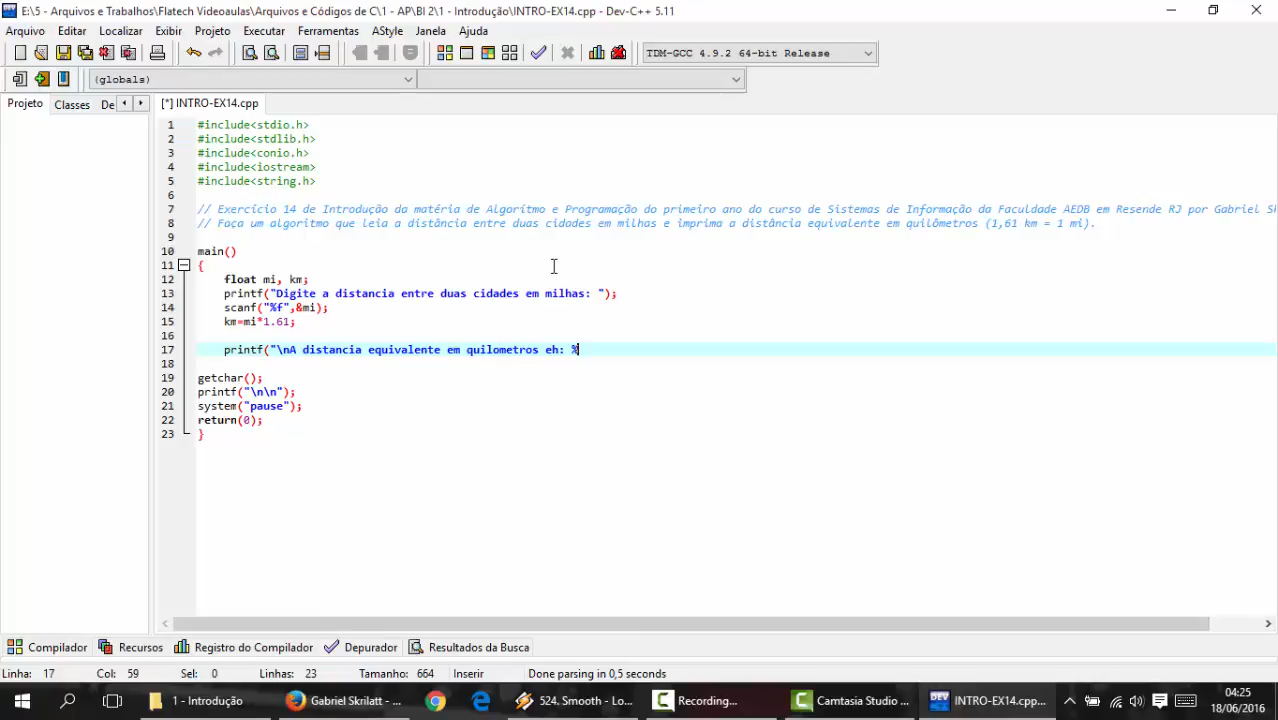 E:\5 - Arquivos e Trabalhos\Flatech Videoaulas\Arquivos e Códigos de C\1 - AP\BI 2\1 - Introdução\INTRO-EX14.cpp - Dev-C++ 5.11
Arquivo Editar Localizar Exibir Projeto Executar Ferramentas AStyle Janela Ajuda
TDM-GCC 4.9.2 64-bit Release
(globals)
Projeto Classes De [*] INTRO-EX14.cpp
1 #include<stdio.h>
2 #include<stdlib.h>
3 #include<conio.h>
4 #include<iostream>
5 #include<string.h>
6
7 // Exercício 14 de Introdução da matéria de Algorítmo e Programação do primeiro ano do curso de Sistemas de Informação da Faculdade AEDB em Resende RJ por Gabriel
8 // Faça um algoritmo que leia a distância entre duas cidades em milhas e imprima a distância equivalente em quilômetros (1,61 km = 1 mi).
9
10 main()
11 {
12 float mi, km;
13 printf("Digite a distancia entre duas cidades em milhas: ");
14 scanf("%f",&mi);
15 km=mi*1.61;
16
17 printf("\nA distancia equivalente em quilometros eh: %
18
19 getchar();
20 printf("\n\n");
21 system("pause");
22 return(0);
23 }
Compilador Recursos Registro do Compilador Depurador Resultados da Busca
Linha: 17 Col: 59 Sel: 0 Linhas: 23 Tamanho: 664 Inserir Done parsing in 0,5 seconds
1 - Introdução Gabriel Skrilatt - ... 524. Smooth - Lo... Recording... Camtasia Studio ... DEV INTRO-EX14.cpp... 04:25
18/06/2016